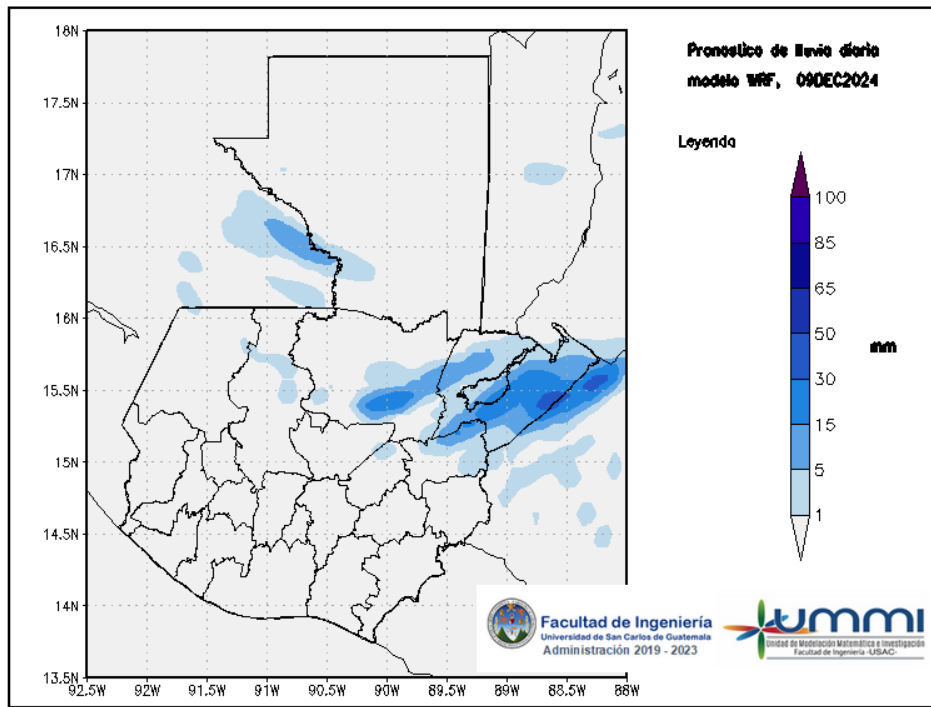 18N
17.5N
17N
16.5N
16N
15.5N
15N
14.5N
14N
13.5N
92.5W
92W
91.5W
91W
90.5W
90W
89.5W
89W
88.5W
88W
Pronostico de lluvia diaria
modelo WRF, 09DEC2024
Leyenda
100
85
65
50
30
15
5
1
mm
Facultad de Ingeniería
Universidad de San Carlos de Guatemala
Administración 2019 - 2023
UMMI
Unidad de Modelación Matemática e Investigación
Facultad de Ingeniería -USAC-